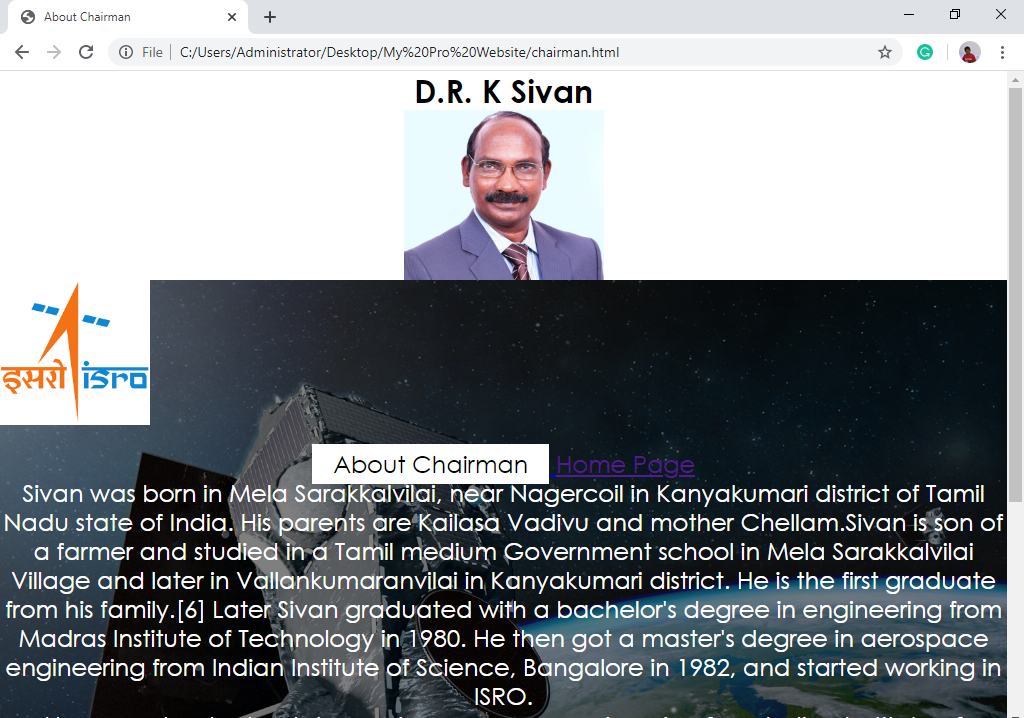 About Chairman
File
C:/Users/Administrator/Desktop/My%20Pro%20Website/chairman.html
D.R. K Sivan
इसरो isro
About Chairman Home Page
Sivan was born in Mela Sarakkalvilai, near Nagercoil in Kanyakumari district of Tamil
Nadu state of India. His parents are Kailasa Vadivu and mother Chellam.Sivan is son of
a farmer and studied in a Tamil medium Government school in Mela Sarakkalvilai
Village and later in Vallankumaranvilai in Kanyakumari district. He is the first graduate
from his family.[6] Later Sivan graduated with a bachelor's degree in engineering from
Madras Institute of Technology in 1980. He then got a master's degree in aerospace
engineering from Indian Institute of Science, Bangalore in 1982, and started working in
ISRO.